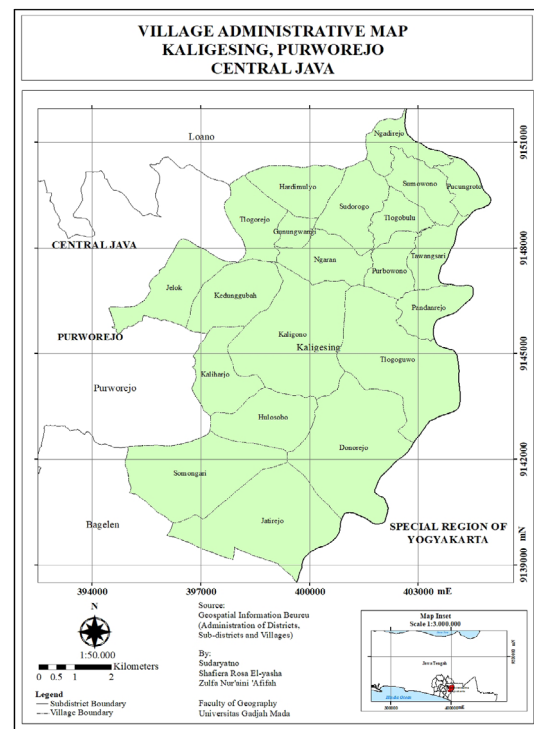 VILLAGE ADMINISTRATIVE MAP
KALIGESING, PURWOREJO
CENTRAL JAVA
Loano
Ngadirejo
9151000
Hardimulyo
Sumowono
Pucungroto
Sudorogo
Tlogorejo
Tlogobulu
Gunungwangi
CENTRAL JAVA
9148000
Ngaran
Tawangsari
Purbowono
Jelok
Kedunggubah
Pandanrejo
PURWOREJO
Kaligono
Kaligesing
9145000
Tlogoguwo
Kaliharjo
Purworejo
Hulosobo
Donorejo
9142000
Somongari
Jatirejo
Bagelen
SPECIAL REGION OF
YOGYAKARTA
mN
9139000
394000
397000
400000
403000 mE
N
1:50.000
0 0.5 1 2 Kilometers
Legend
Subdistrict Boundary
Village Boundary
Source:
Geospatial Information Beureu
(Administration of Districts,
Sub-districts and Villages)
By:
Sudaryatno
Shafiera Rosa El-yasha
Zulfa Nur'aini 'Afifah
Faculty of Geography
Universitas Gadjah Mada
Map Inset
Scale 1:3.000.000
Jawa Tengah